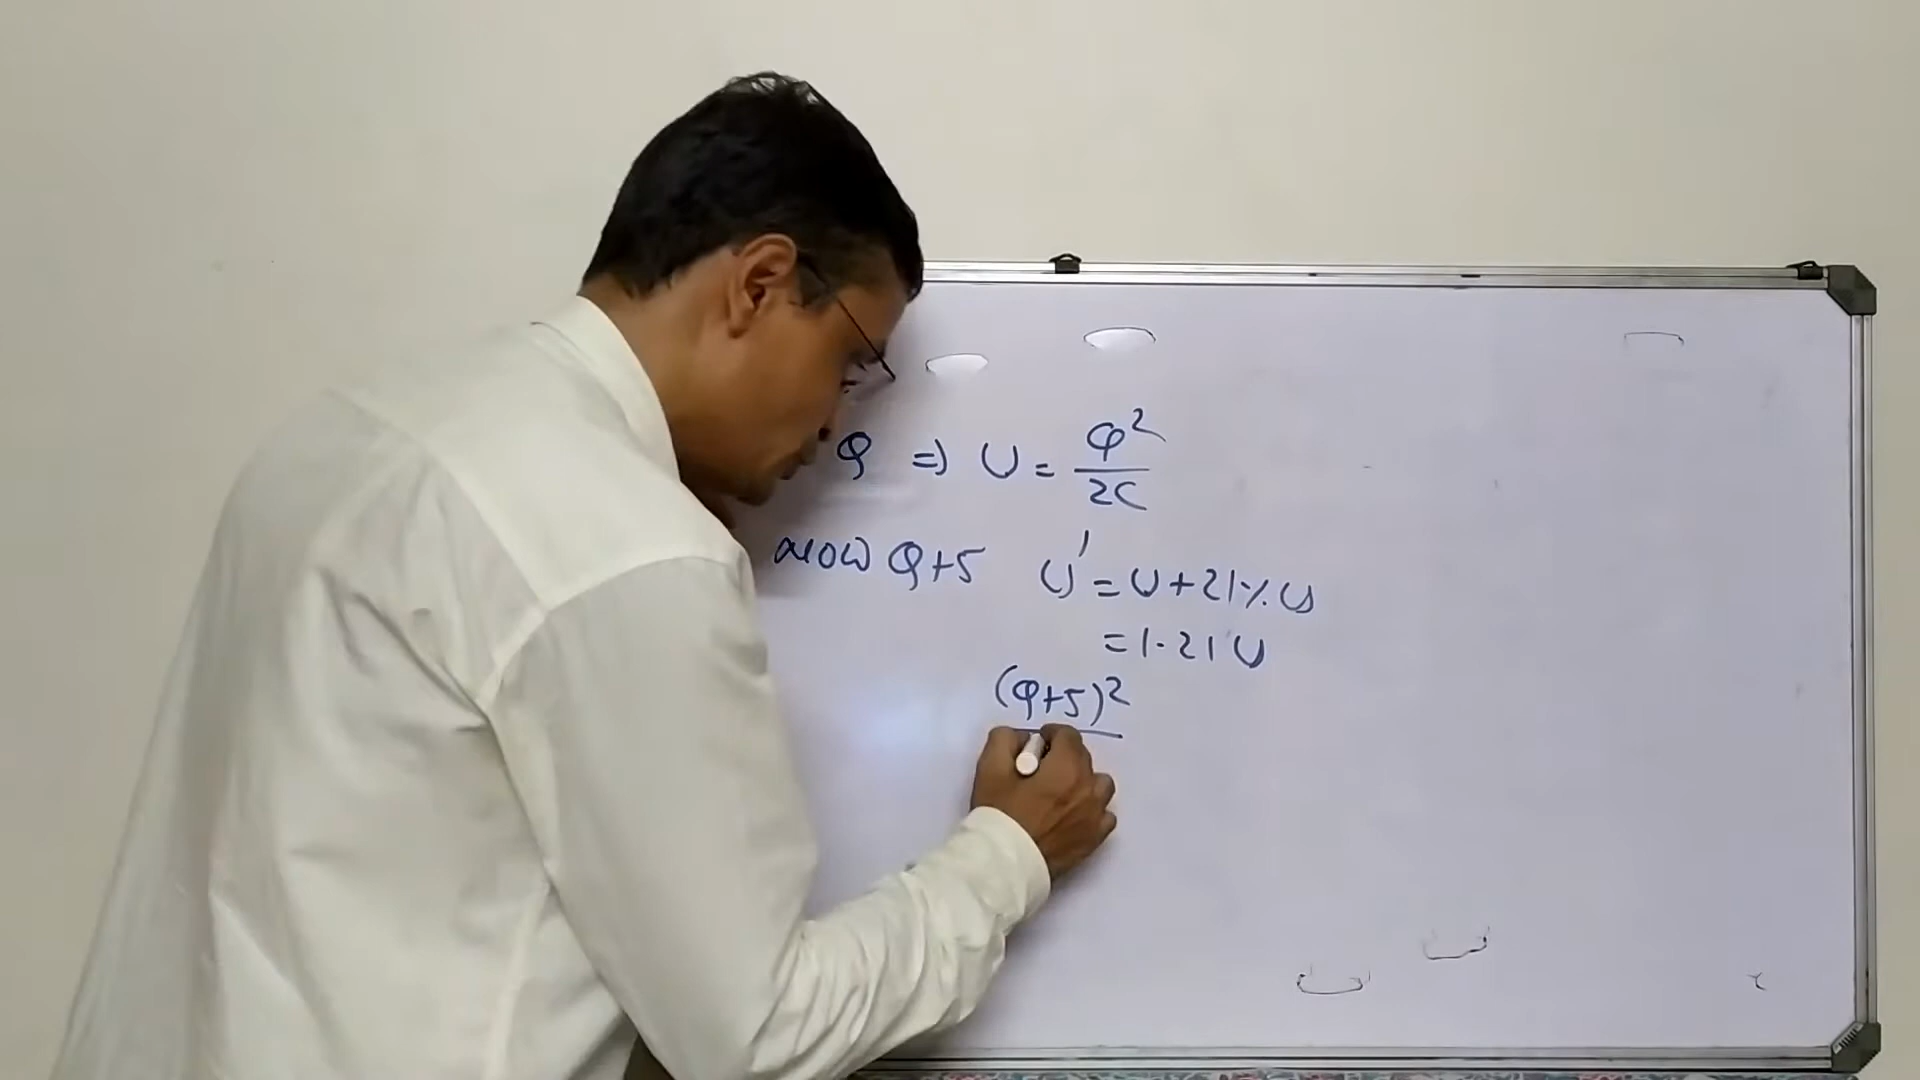 Q ⇒ U = Q²/2C
now Q+5 U' = U+21% U
= 1.21 U
(Q+5)²